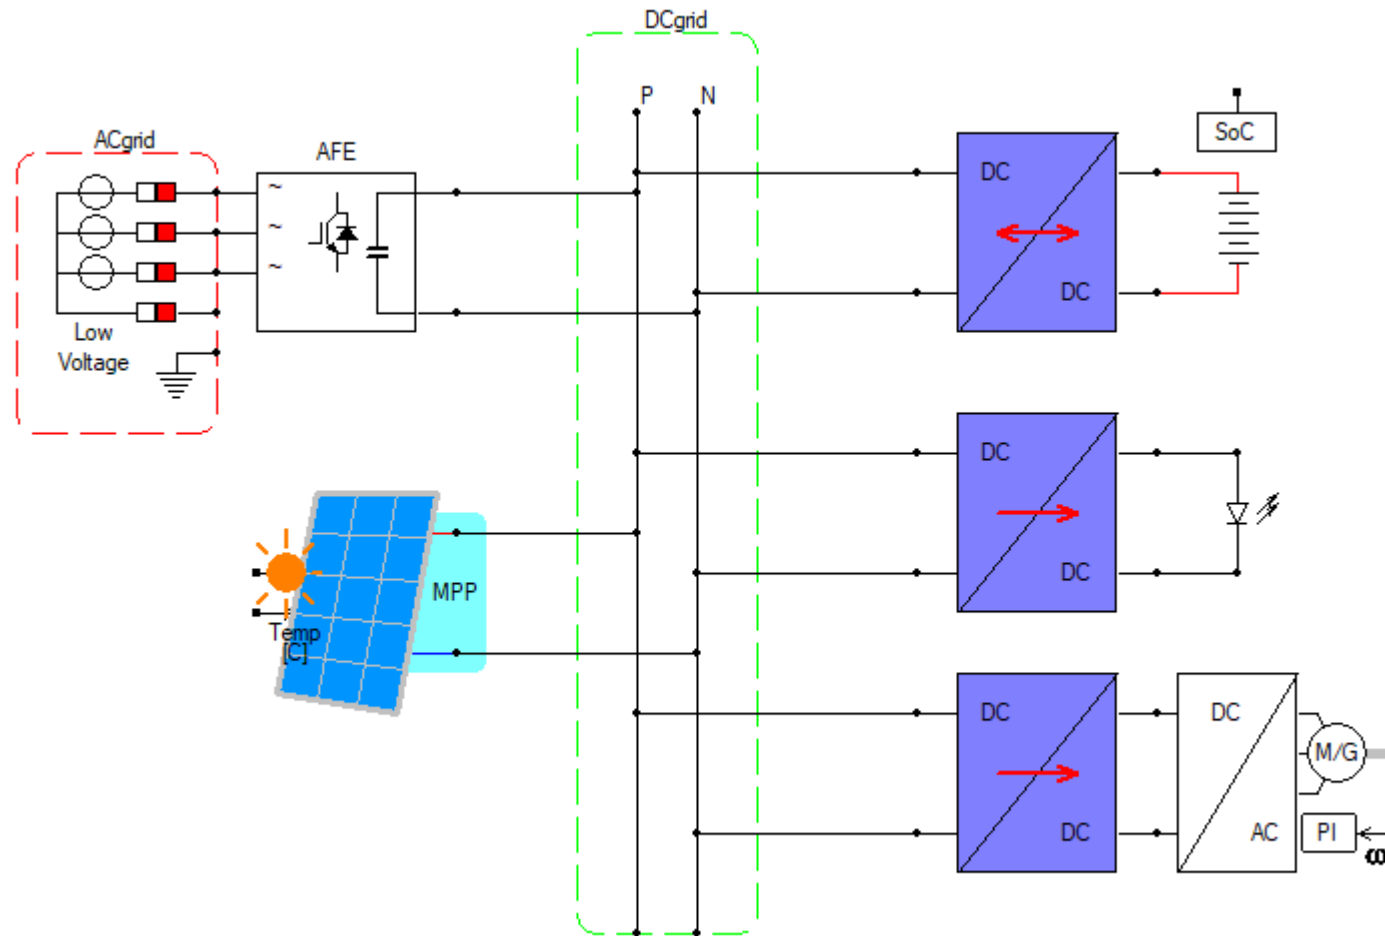 DCgrid
P
N
ACgrid
AFE
~
~
~
Low
Voltage
SoC
DC
DC
DC
DC
MPP
Temp
[C]
DC
DC
DC
AC
M/G
PI
ω